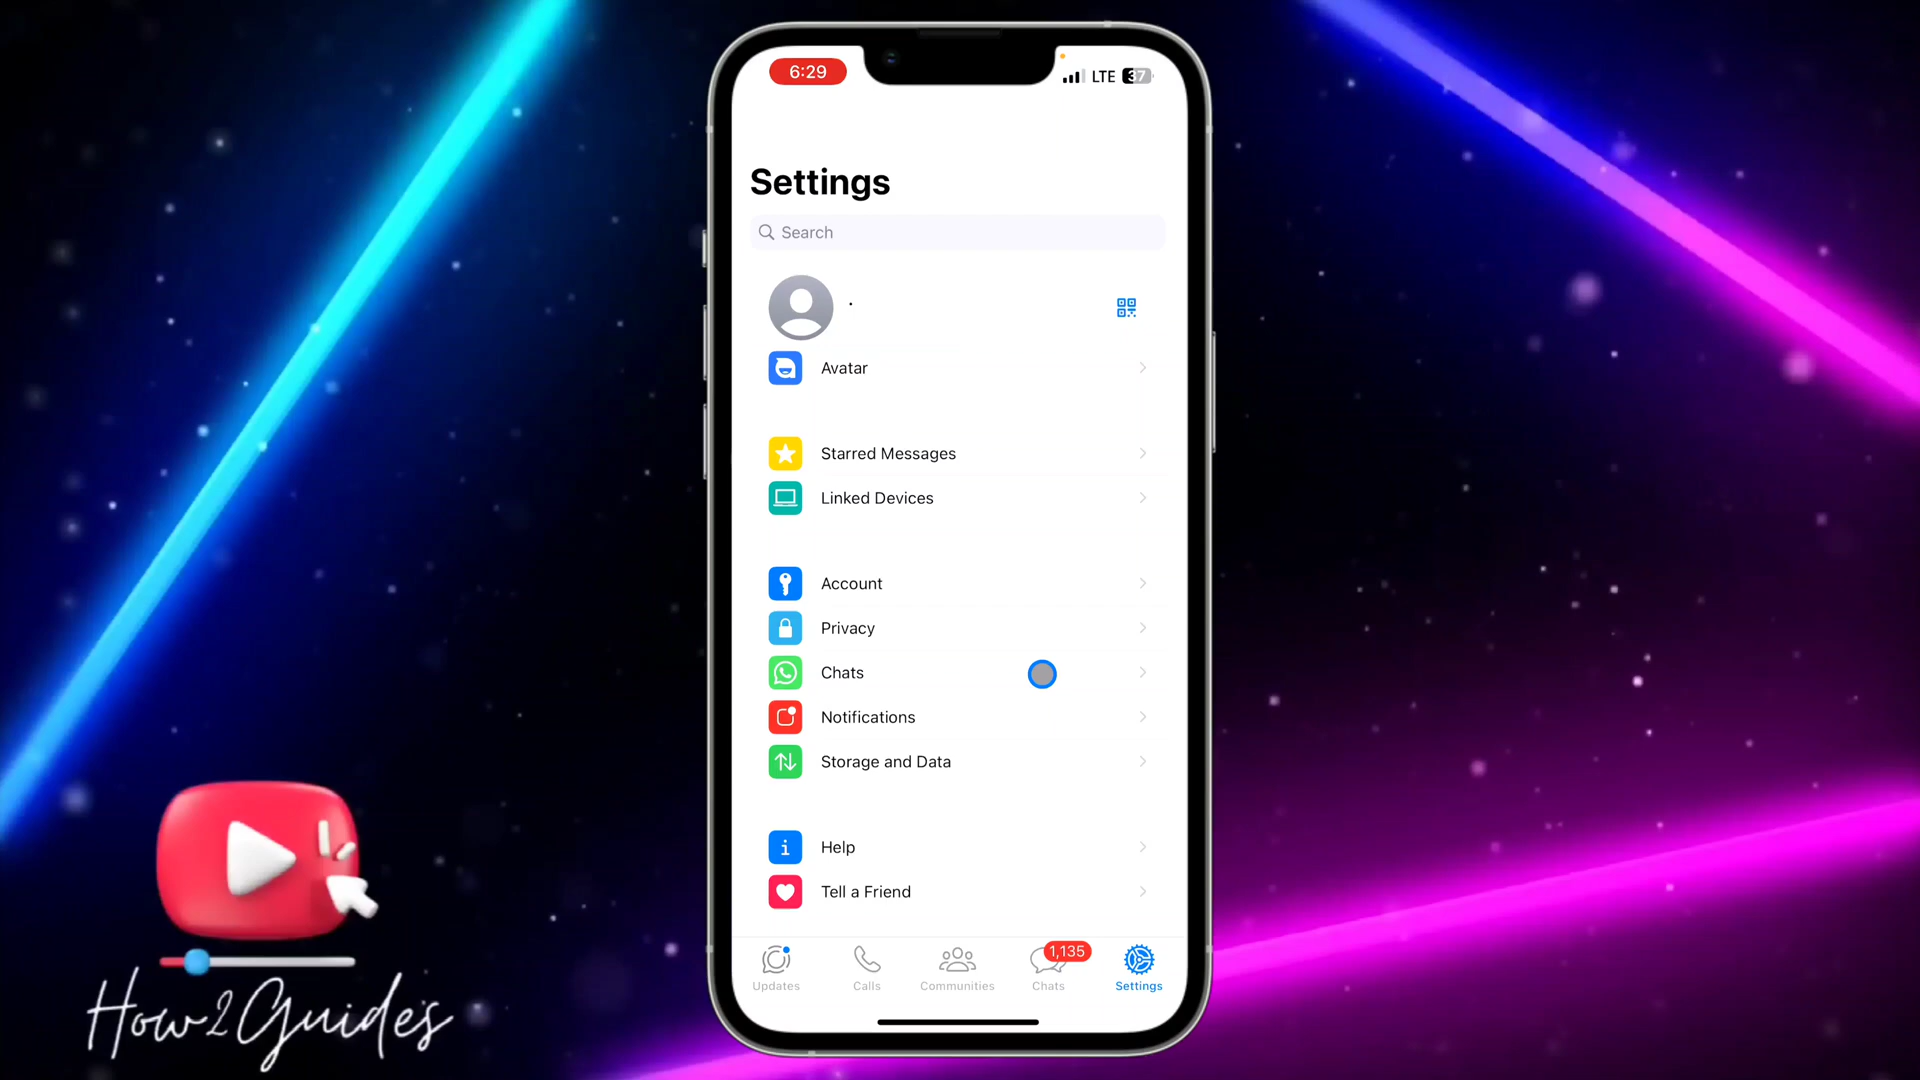 6:29
LTE 37
Settings
Search
.
Avatar
Starred Messages
Linked Devices
Account
Privacy
Chats
Notifications
Storage and Data
Help
Tell a Friend
1,135
Updates Calls Communities Chats Settings
How2Guides